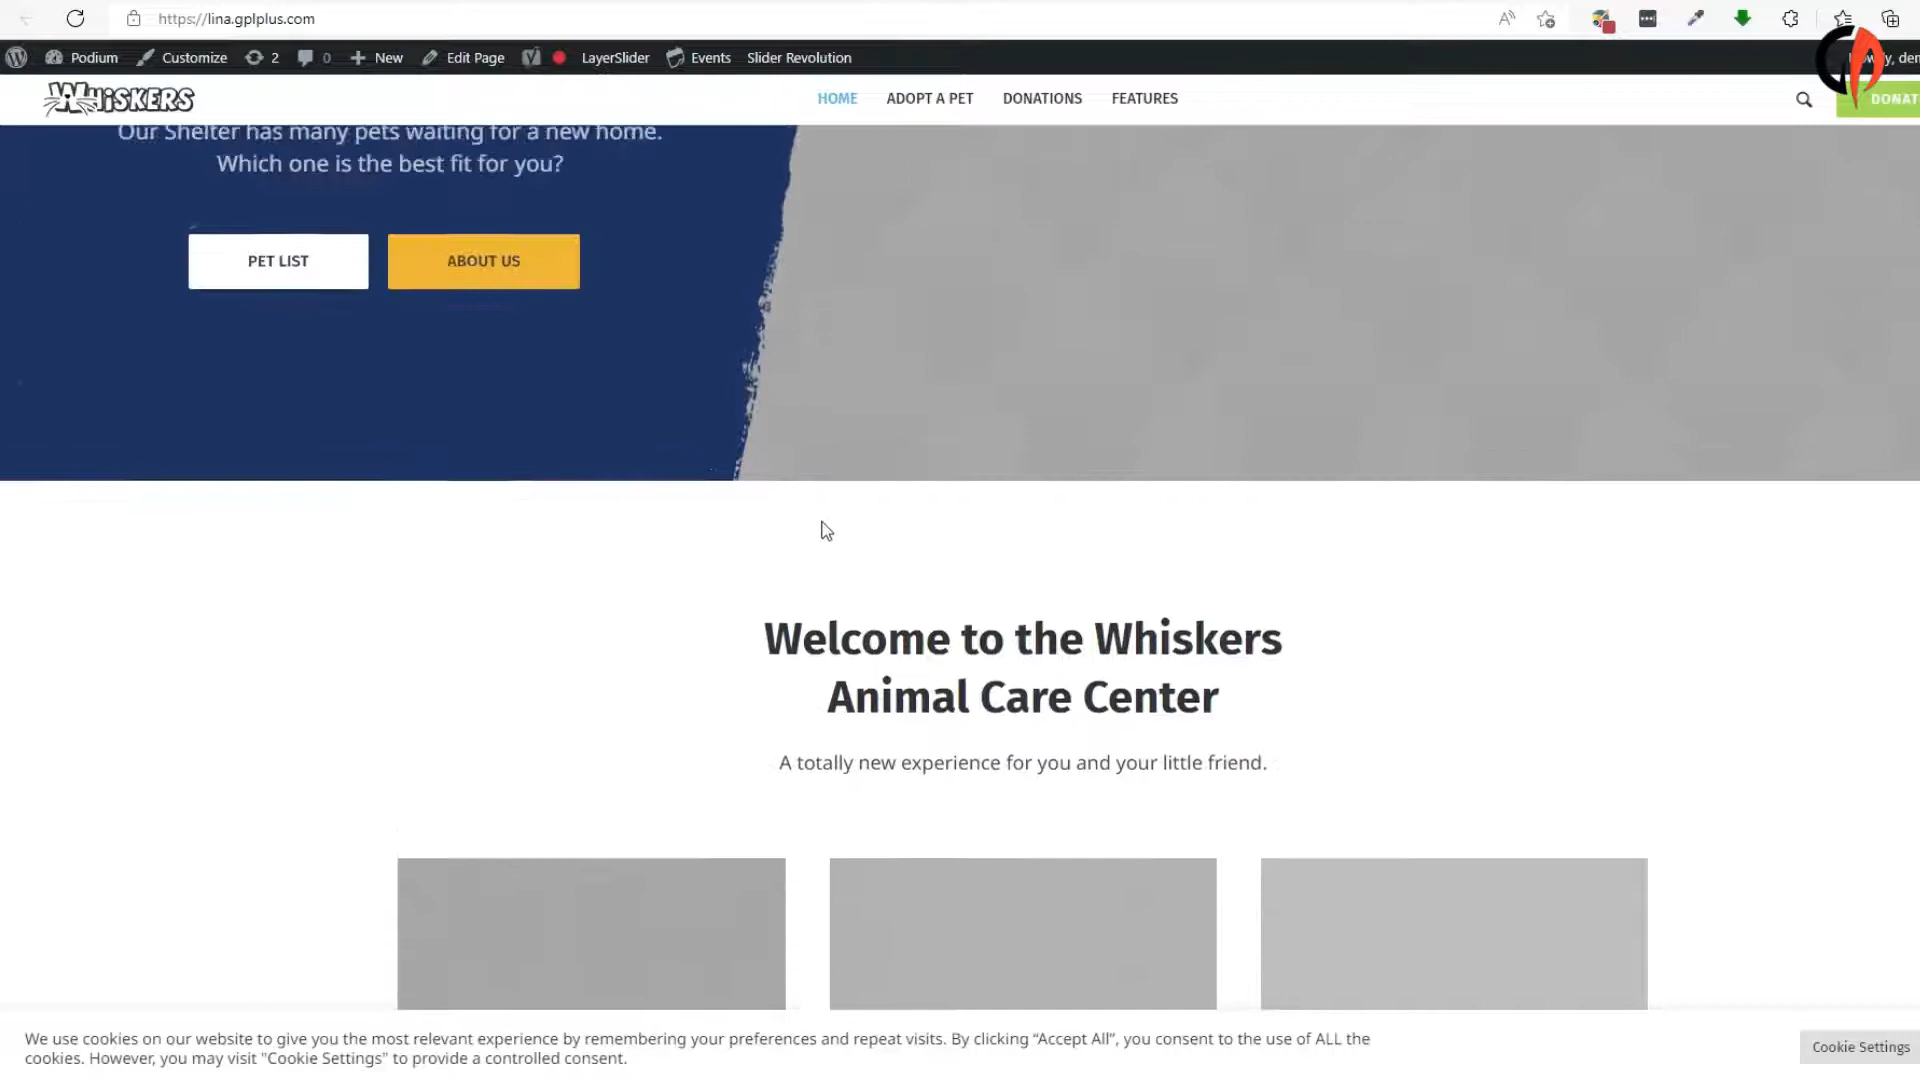 https://lina.gplplus.com
Podium Customize 2 0 New Edit Page LayerSlider Events Slider Revolution
WHiSKERS HOME ADOPT A PET DONATIONS FEATURES
Our Shelter has many pets waiting for a new home.
Which one is the best fit for you?
PET LIST ABOUT US
Welcome to the Whiskers
Animal Care Center
A totally new experience for you and your little friend.
We use cookies on our website to give you the most relevant experience by remembering your preferences and repeat visits. By clicking “Accept All”, you consent to the use of ALL the
cookies. However, you may visit "Cookie Settings" to provide a controlled consent.
Cookie Settings